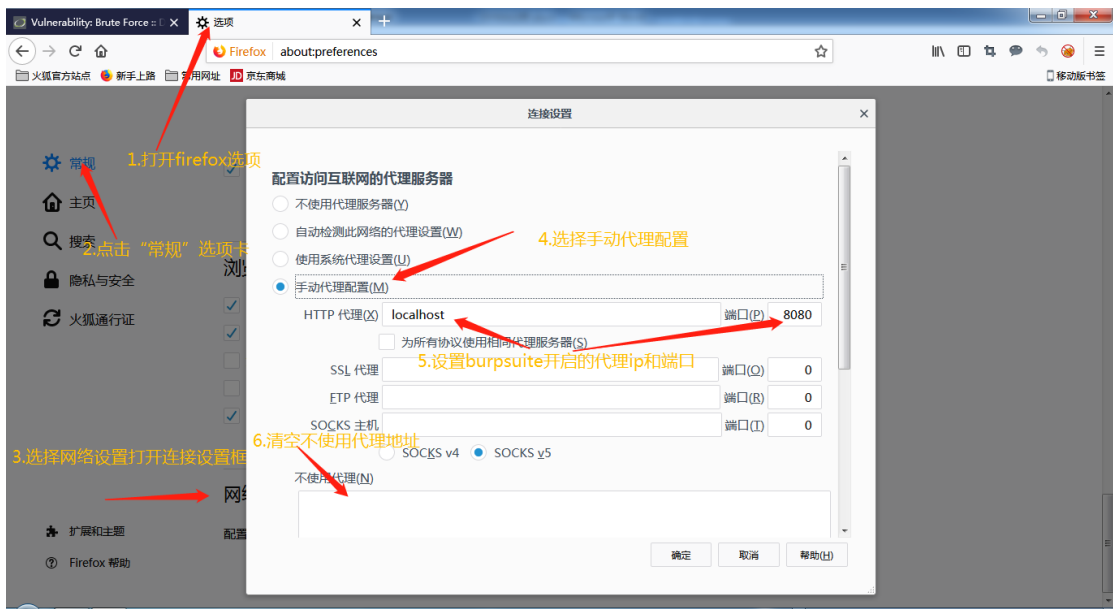 Vulnerability: Brute Force ::
选项
Firefox about:preferences
火狐官方站点 新手上路 常用网址 JD 京东商城 移动版书签
连接设置
常规
1.打开firefox选项
配置访问互联网的代理服务器
主页
不使用代理服务器(Y)
搜索
2.点击“常规”选项卡
自动检测此网络的代理设置(W)
4.选择手动代理配置
浏览
使用系统代理设置(U)
隐私与安全
手动代理配置(M)
火狐通行证
HTTP 代理(X) localhost 端口(P) 8080
为所有协议使用相同代理服务器(S)
5.设置burpsuite开启的代理ip和端口
SSL 代理 端口(O) 0
FTP 代理 端口(R) 0
SOCKS 主机 端口(T) 0
6.清空不使用代理地址
SOCKS v4 SOCKS v5
3.选择网络设置打开连接设置框
不使用代理(N)
网络
扩展和主题
配置
Firefox 帮助
确定 取消 帮助(H)